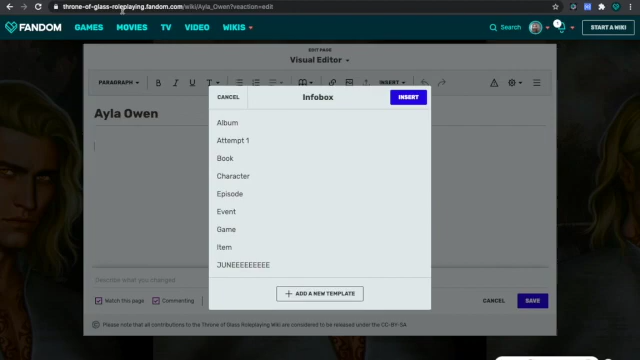 throne-of-glass-roleplaying.fandom.com/wiki/Ayla_Owen?reaction=edit
FANDOM GAMES MOVIES TV VIDEO WIKIS Search 1 START A WIKI
EDIT PAGE
Visual Editor
PARAGRAPH B I U T INSERT
Ayla Owen
CANCEL Infobox INSERT
Album
Attempt 1
Book
Character
Episode
Event
Game
Item
JUNEEEEEEEEE
+ ADD A NEW TEMPLATE
Describe what you changed
Watch this page Commenting CANCEL SAVE
Please note that all contributions to the Throne of Glass Roleplaying Wiki are considered to be released under the CC-BY-SA